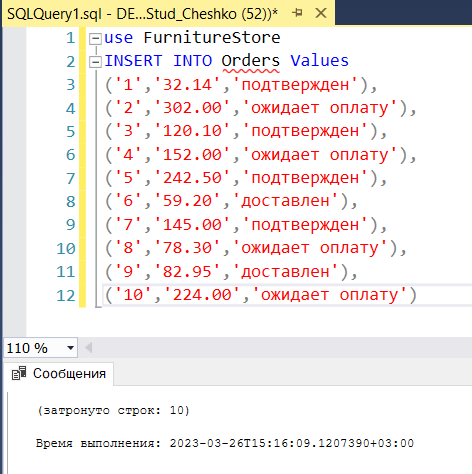 SQLQuery1.sql - DE...Stud_Cheshko (52))*
1 use FurnitureStore
2 INSERT INTO Orders Values
3 ('1','32.14','подтвержден'),
4 ('2','302.00','ожидает оплату'),
5 ('3','120.10','подтвержден'),
6 ('4','152.00','ожидает оплату'),
7 ('5','242.50','подтвержден'),
8 ('6','59.20','доставлен'),
9 ('7','145.00','подтвержден'),
10 ('8','78.30','ожидает оплату'),
11 ('9','82.95','доставлен'),
12 ('10','224.00','ожидает оплату')
110 %
Сообщения
(затронуто строк: 10)
Время выполнения: 2023-03-26T15:16:09.1207390+03:00